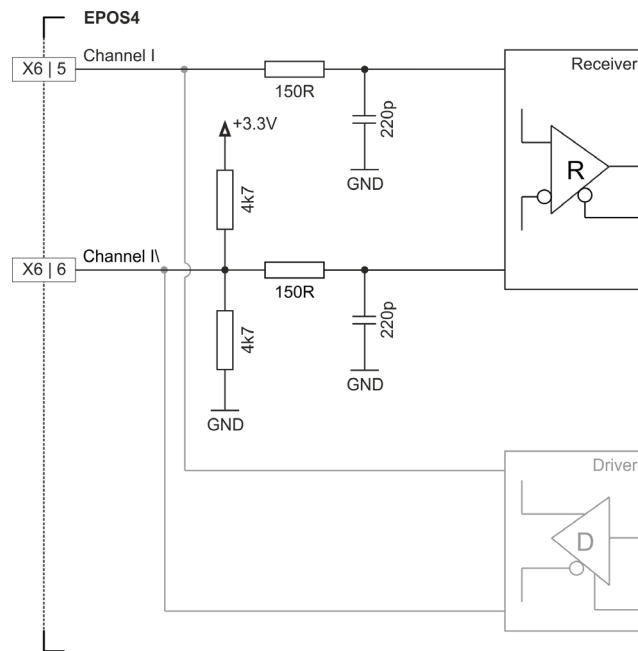 EPOS4
Channel I
X6 | 5
Receiver
150R
220p
+3.3V
GND
R
4k7
Channel I\
X6 | 6
150R
220p
4k7
GND
GND
Driver
D